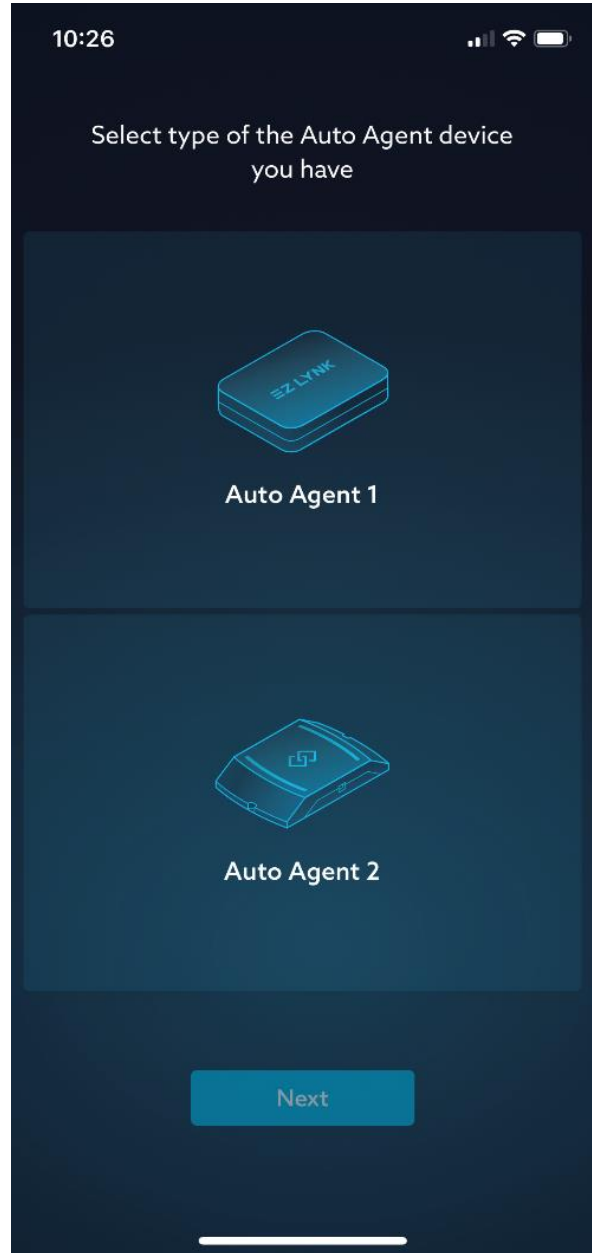 10:26
Select type of the Auto Agent device
you have
EZ LYNK
Auto Agent 1
Auto Agent 2
Next